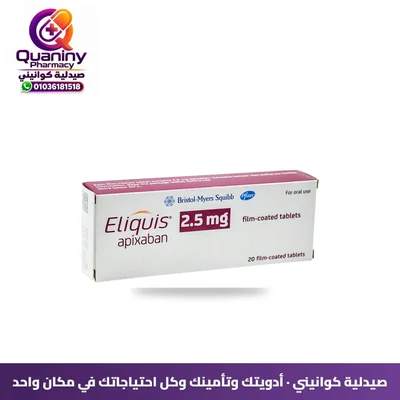 Quaniny
Pharmacy
صيدلية كوانيني
01036181518
Bristol-Myers Squibb
Pfizer
For oral use
Eliquis®
2.5 mg
film-coated tablets
apixaban
20 film-coated tablets
صيدلية كوانيني · أدويتك وتأمينك وكل احتياجاتك في مكان واحد